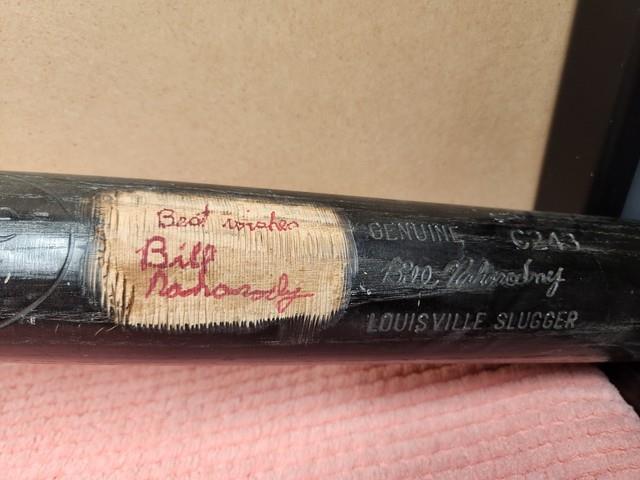 Best wishes
Bill
Nahorodny
GENUINE C243
Bill Nahorodny
LOUISVILLE SLUGGER